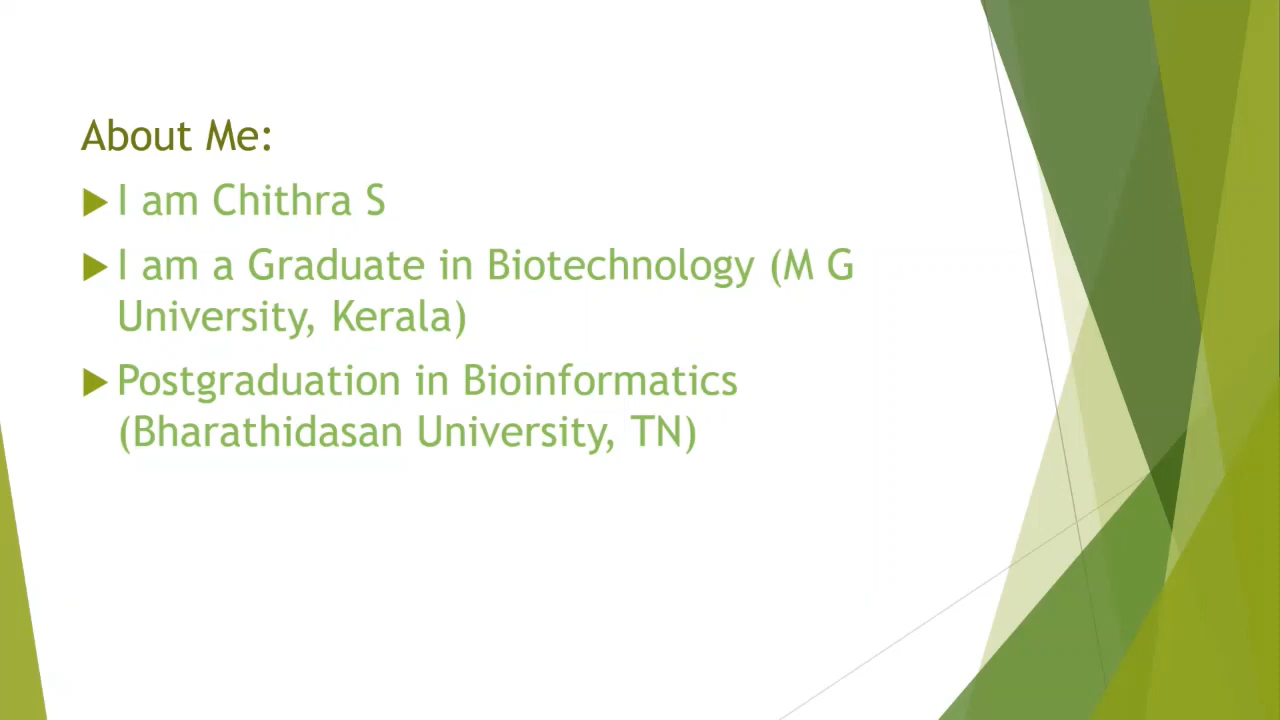 About Me:
I am Chithra S
I am a Graduate in Biotechnology (M G
University, Kerala)
Postgraduation in Bioinformatics
(Bharathidasan University, TN)